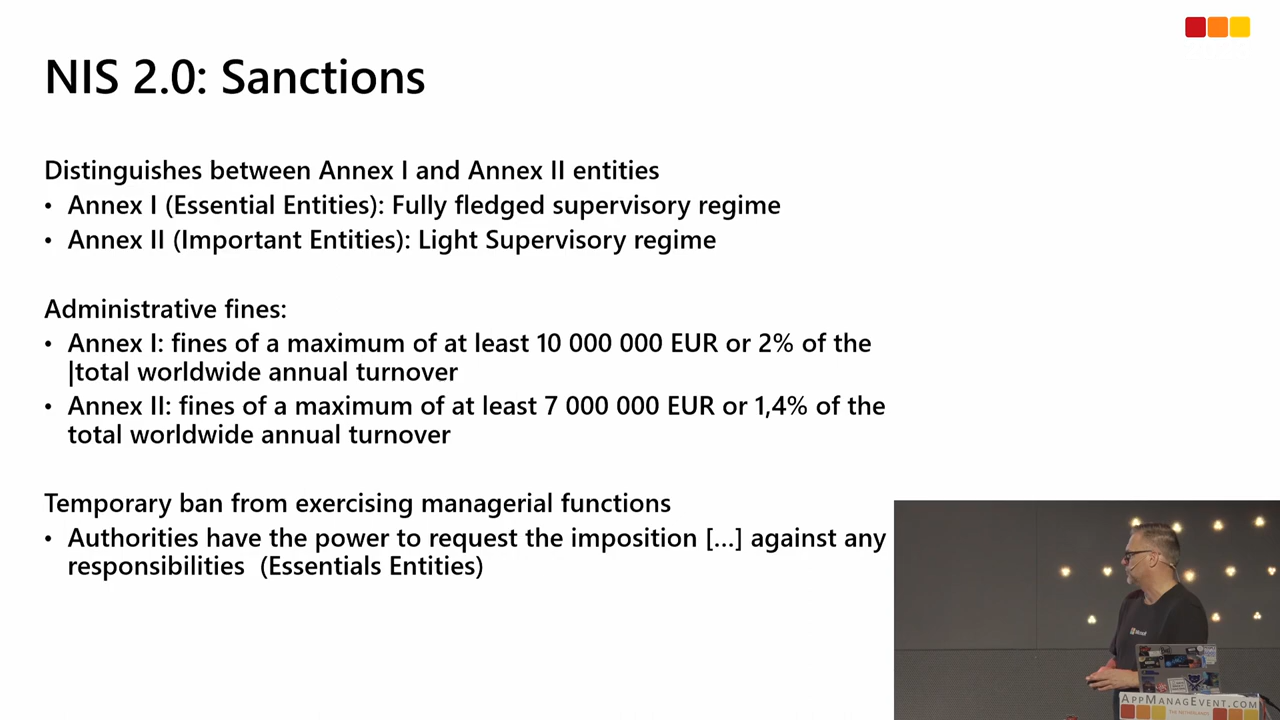 NIS 2.0: Sanctions
Distinguishes between Annex I and Annex II entities
• Annex I (Essential Entities): Fully fledged supervisory regime
• Annex II (Important Entities): Light Supervisory regime
Administrative fines:
• Annex I: fines of a maximum of at least 10 000 000 EUR or 2% of the
|total worldwide annual turnover
• Annex II: fines of a maximum of at least 7 000 000 EUR or 1,4% of the
total worldwide annual turnover
Temporary ban from exercising managerial functions
• Authorities have the power to request the imposition [...] against any
responsibilities (Essentials Entities)
Microsoft
APPMANAGEVENT.COM
THE NETHERLANDS